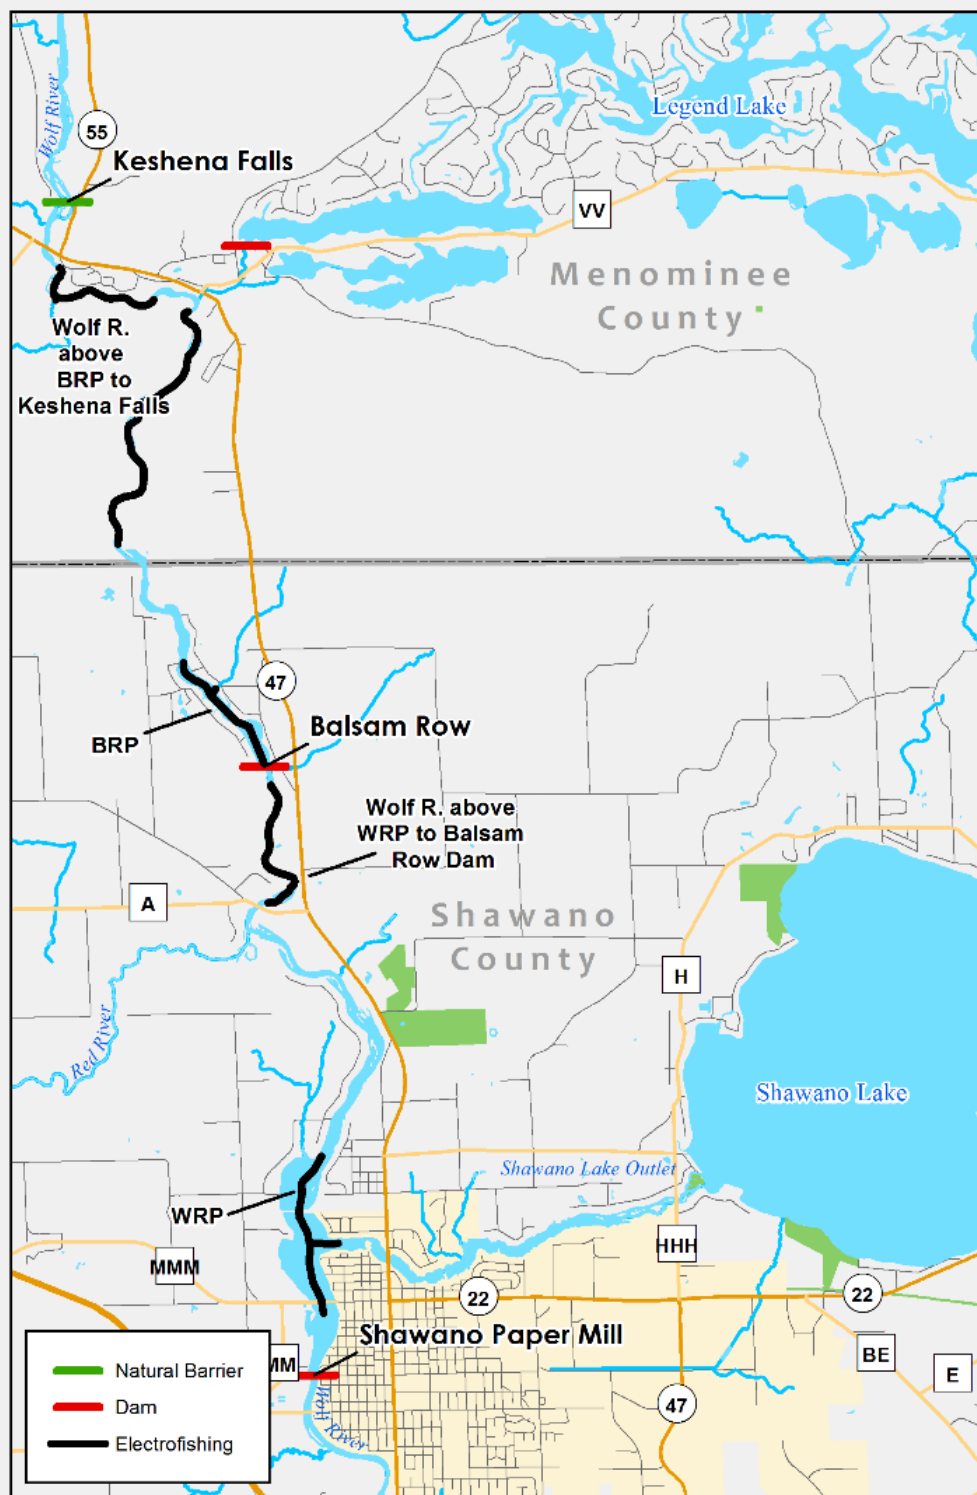 Wolf River
55
Keshena Falls
Legend Lake
VV
Menominee
County
Wolf R.
above
BRP to
Keshena Falls
47
BRP
Balsam Row
Wolf R. above
WRP to Balsam
Row Dam
A
Shawano
County
H
Red River
Shawano Lake
Shawano Lake Outlet
WRP
MMM
HHH
22
22
Shawano Paper Mill
MM
BE
E
47
Wolf River
Natural Barrier
Dam
Electrofishing